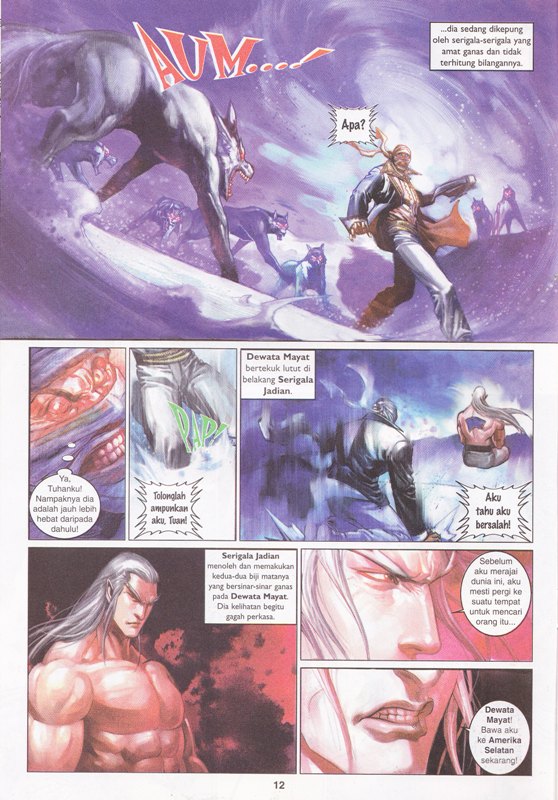 ...dia sedang dikepung
oleh serigala-serigala yang
amat ganas dan tidak
terhitung bilangannya.
AUM....!
Apa?
Ya,
Tuhanku!
Nampaknya dia
adalah jauh lebih
hebat daripada
dahulu!
PAP!
Tolonglah
ampunkan
aku, Tuan!
Dewata Mayat
bertekuk lutut di
belakang Serigala
Jadian.
Aku
tahu aku
bersalah!
Serigala Jadian
menoleh dan memakukan
kedua-dua biji matanya
yang bersinar-sinar ganas
pada Dewata Mayat.
Dia kelihatan begitu
gagah perkasa.
Sebelum
aku merajai
dunia ini, aku
mesti pergi ke
suatu tempat
untuk mencari
orang itu...
Dewata
Mayat!
Bawa aku
ke Amerika
Selatan
sekarang!
12